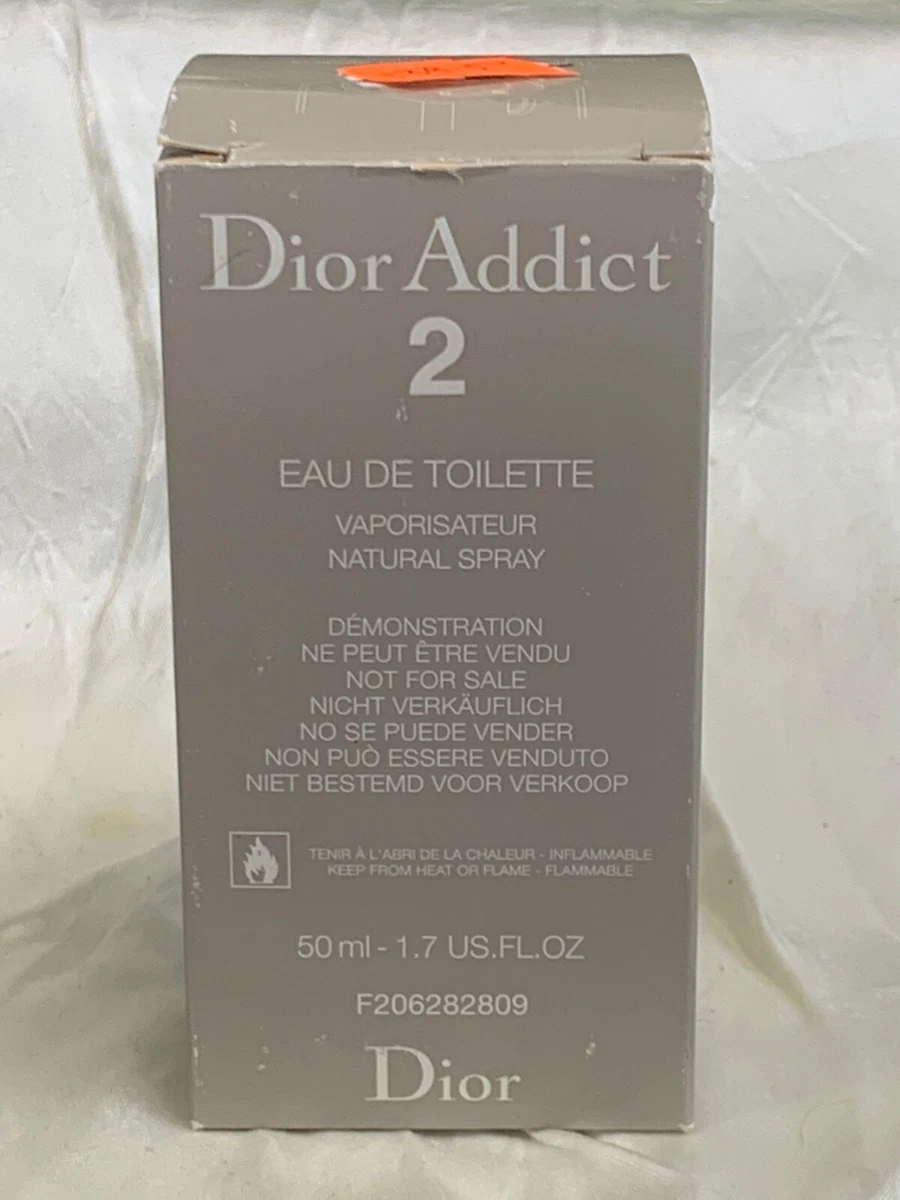 Dior Addict
2
EAU DE TOILETTE
VAPORISATEUR
NATURAL SPRAY
DÉMONSTRATION
NE PEUT ÊTRE VENDU
NOT FOR SALE
NICHT VERKÄUFLICH
NO SE PUEDE VENDER
NON PUÒ ESSERE VENDUTO
NIET BESTEMD VOOR VERKOOP
TENIR À L'ABRI DE LA CHALEUR - INFLAMMABLE
KEEP FROM HEAT OR FLAME - FLAMMABLE
50 ml - 1.7 US.FL.OZ
F206282809
Dior